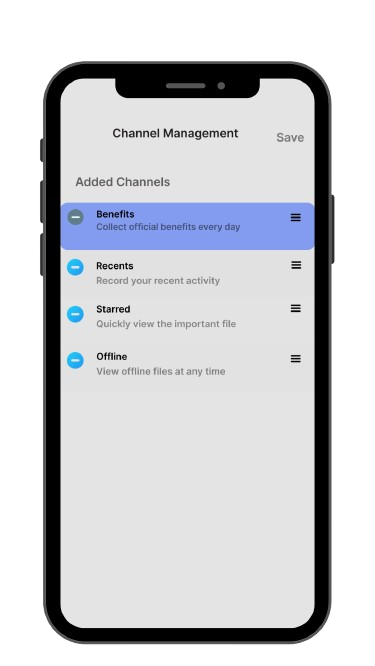 Channel Management
Save
Added Channels
Benefits
Collect official benefits every day
Recents
Record your recent activity
Starred
Quickly view the important file
Offline
View offline files at any time